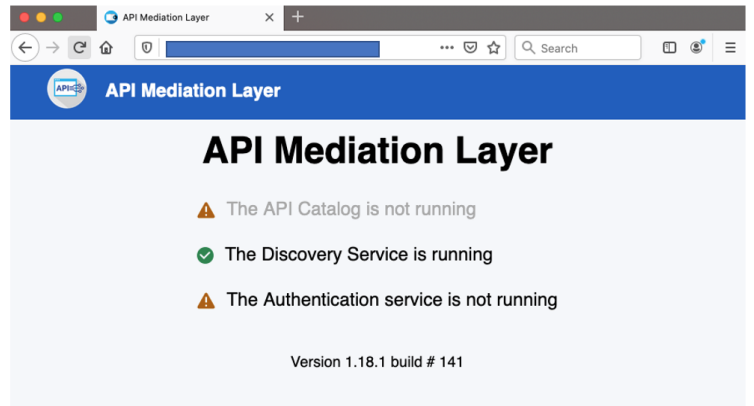 API Mediation Layer
Search
API
API Mediation Layer
API Mediation Layer
The API Catalog is not running
The Discovery Service is running
The Authentication service is not running
Version 1.18.1 build # 141